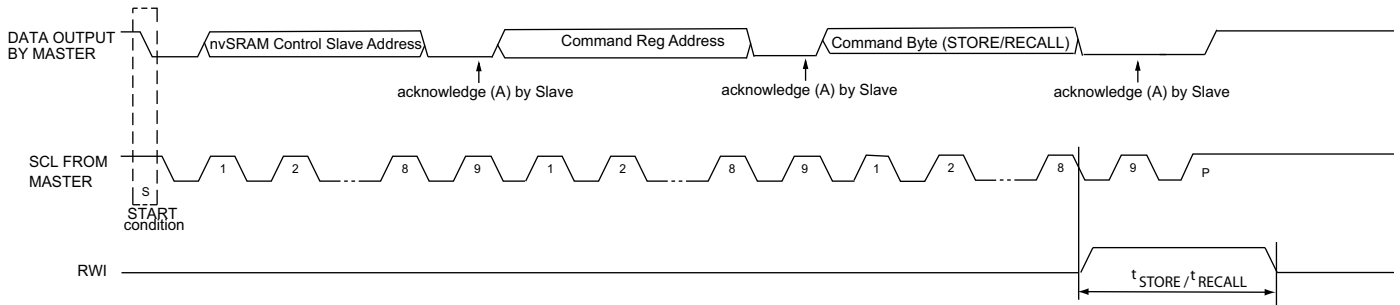 DATA OUTPUT
BY MASTER
nvSRAM Control Slave Address
Command Reg Address
Command Byte (STORE/RECALL)
acknowledge (A) by Slave
acknowledge (A) by Slave
acknowledge (A) by Slave
SCL FROM
MASTER
1 2 8 9 1 2 8 9 1 2 8 9 P
S
START
condition
RWI
tSTORE/tRECALL